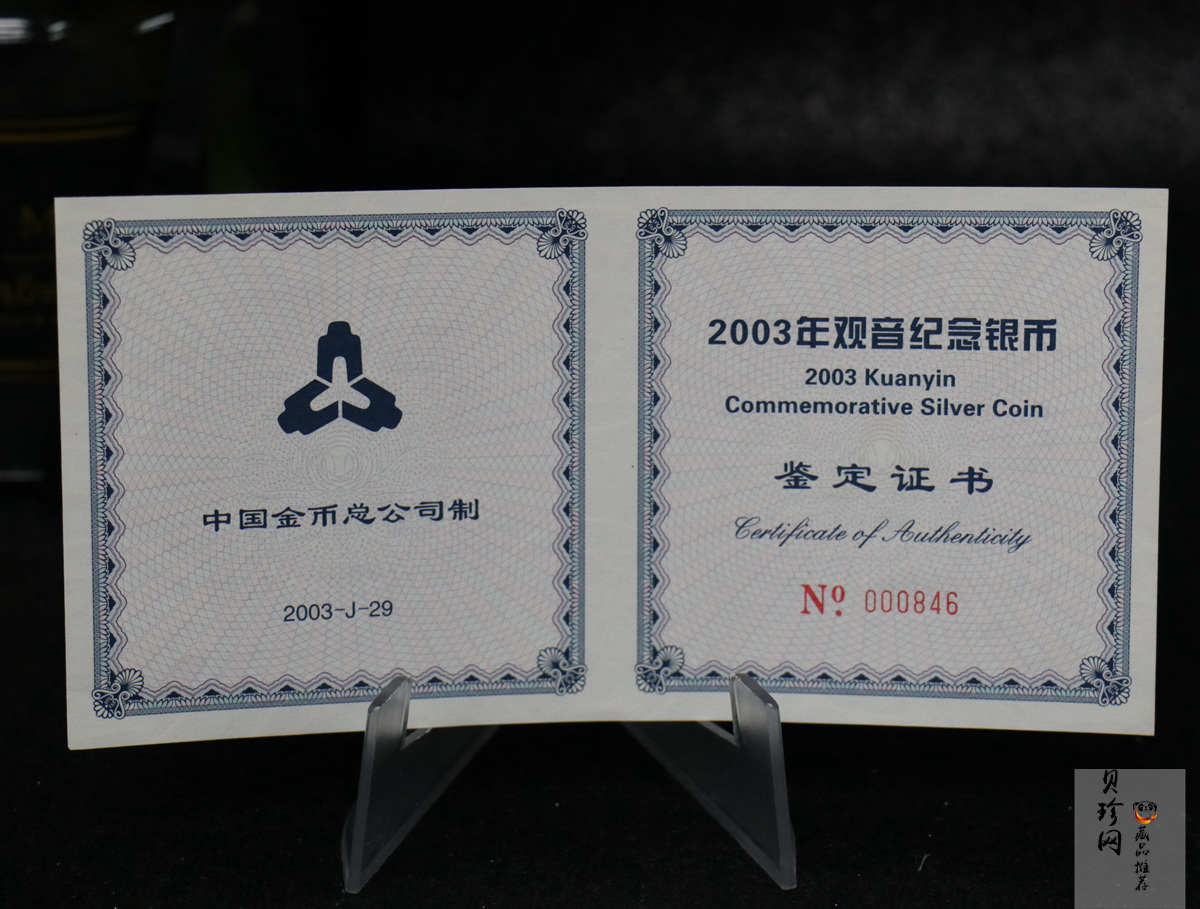 中国金币总公司制
2003-J-29
2003年观音纪念银币
2003 Kuanyin
Commemorative Silver Coin
鉴定证书
Certificate of Authenticity
Nº 000846
贝珍网
藏品推荐